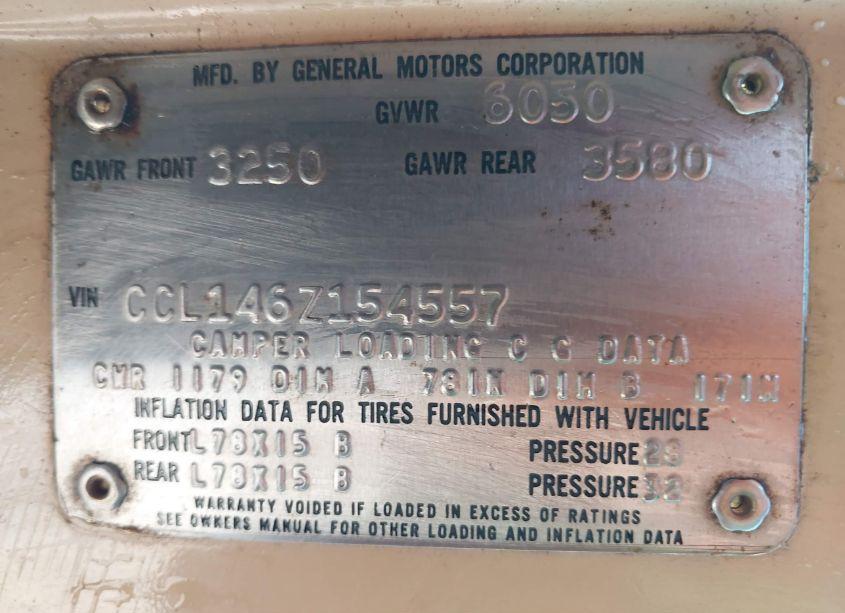 MFD. BY GENERAL MOTORS CORPORATION
GVWR 6050
GAWR FRONT 3250 GAWR REAR 3580
VIN CCL146Z154557
CAMPER LOADING C G DATA
CWR 1179 DIM A 78IN DIM B 17IN
INFLATION DATA FOR TIRES FURNISHED WITH VEHICLE
FRONT L78X15 B PRESSURE 28
REAR L78X15 B PRESSURE 32
WARRANTY VOIDED IF LOADED IN EXCESS OF RATINGS
SEE OWNERS MANUAL FOR OTHER LOADING AND INFLATION DATA